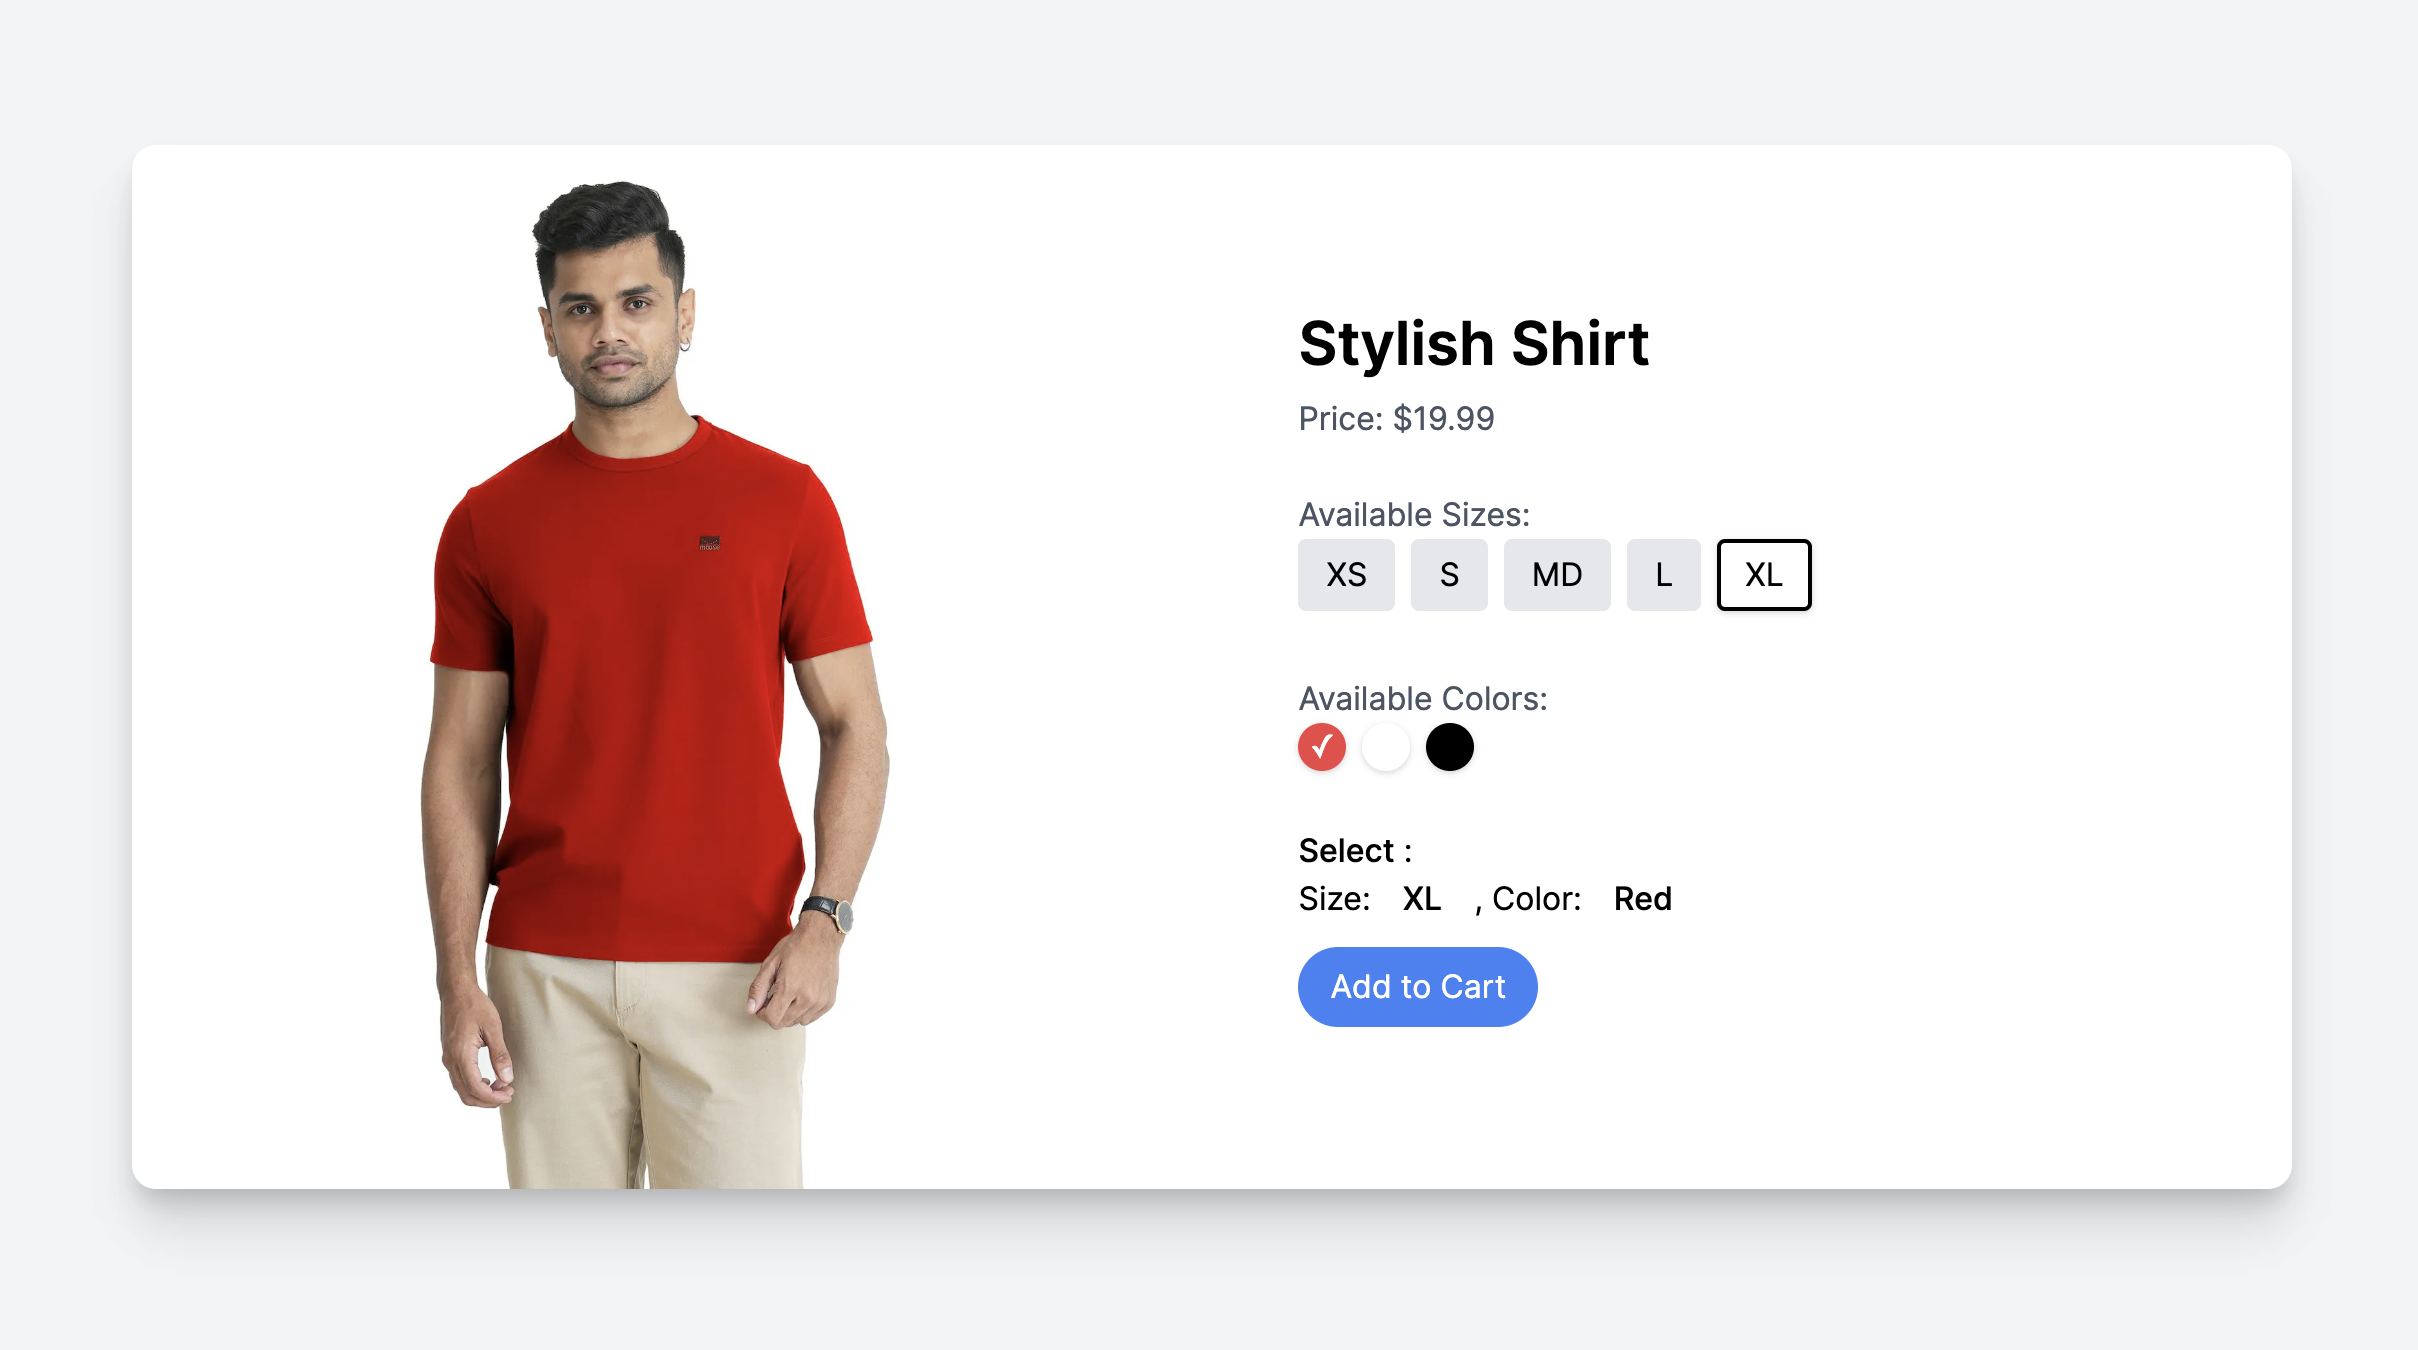 Stylish Shirt
Price: $19.99
Available Sizes:
XS S MD L XL
Available Colors:
Select :
Size: XL , Color: Red
Add to Cart
moose